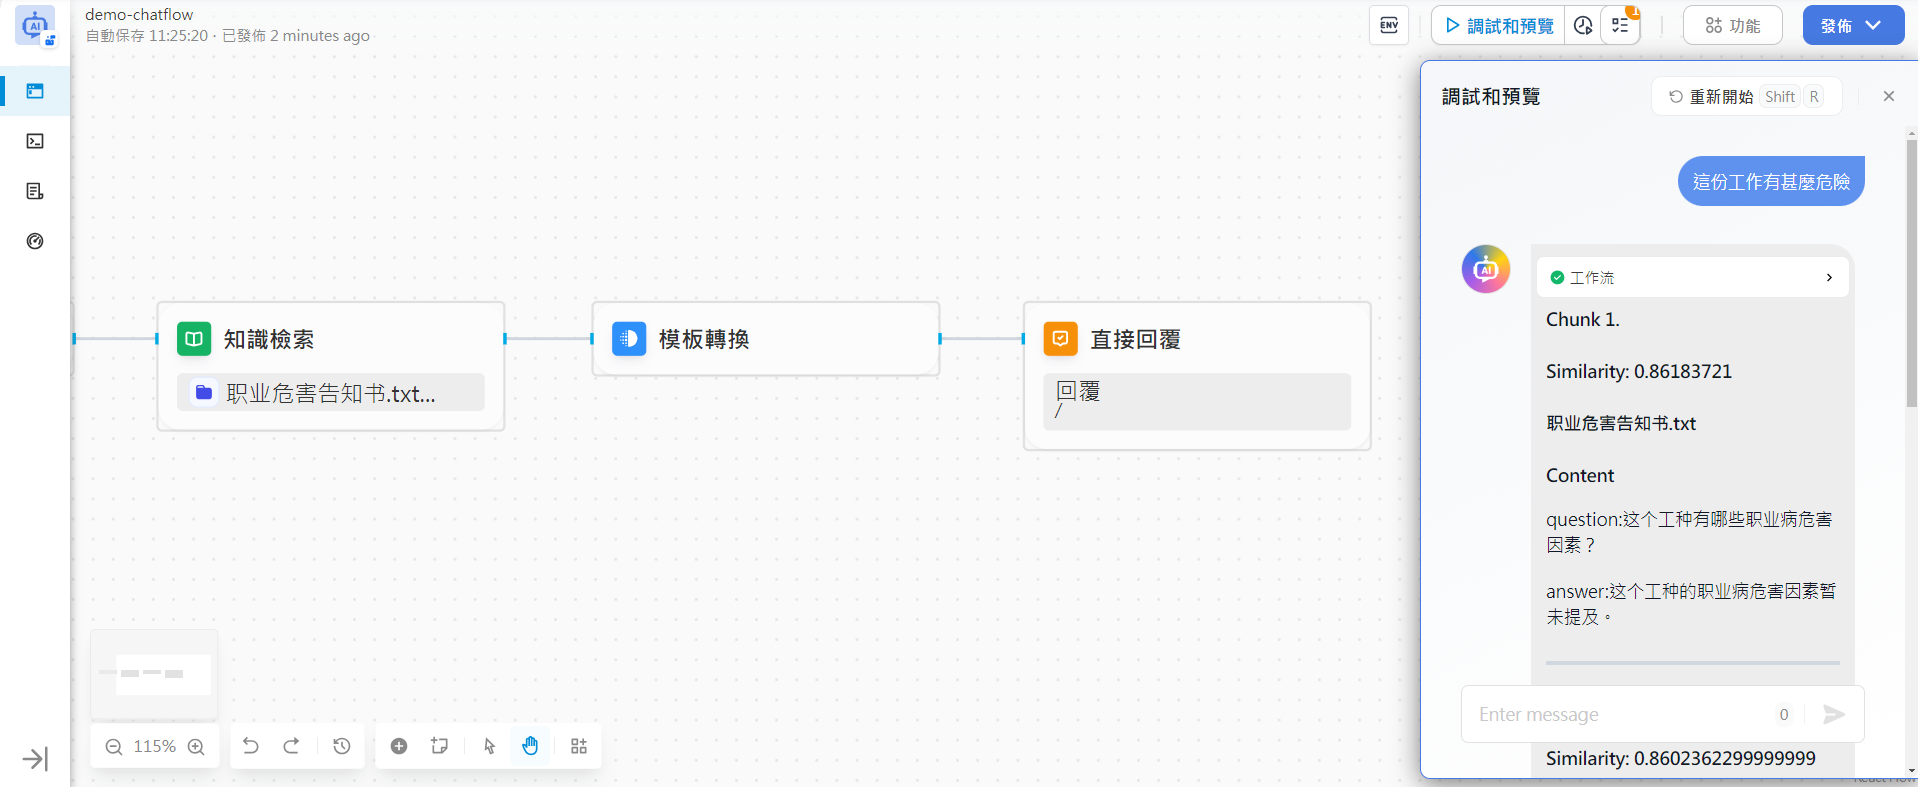 demo-chatflow
自動保存 11:25:20 · 已發佈 2 minutes ago
ENV
調試和預覽
1
功能
發佈
知識檢索
职业危害告知书.txt...
模板轉換
直接回覆
回覆
/
115%
調試和預覽
重新開始 Shift R
這份工作有甚麼危險
AI
工作流
Chunk 1.
Similarity: 0.86183721
职业危害告知书.txt
Content
question:这个工种有哪些职业病危害
因素？
answer:这个工种的职业病危害因素暂
未提及。
Enter message
0
Similarity: 0.8602362299999999
React Flow